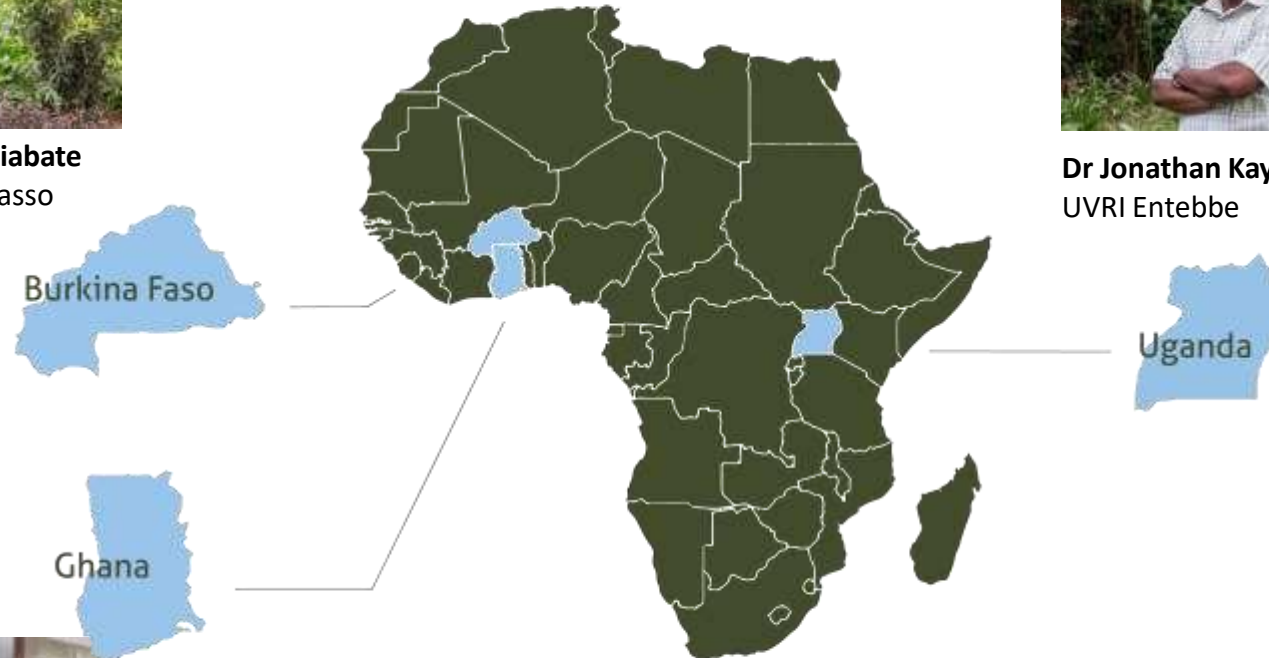 iabate
asso
Dr Jonathan Kay
UVRI Entebbe
Burkina Faso
Uganda
Ghana